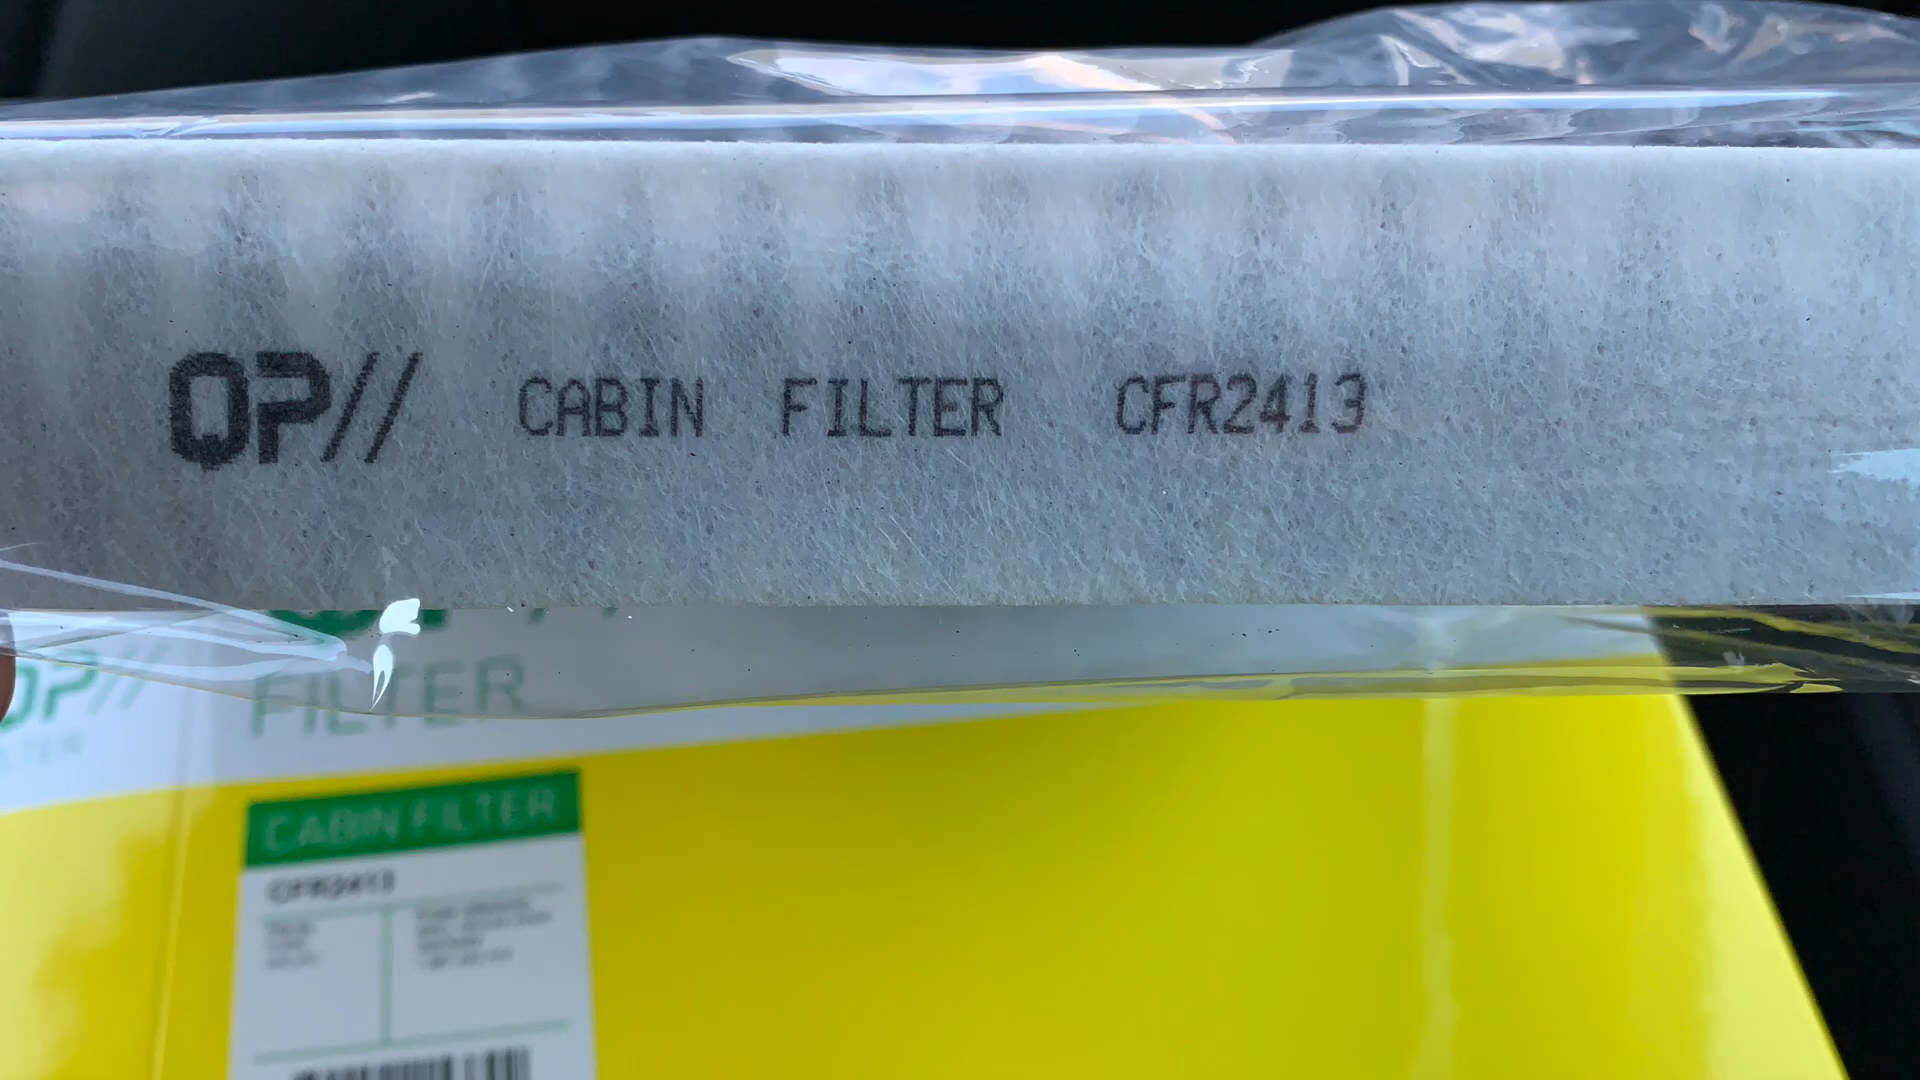 QP// CABIN FILTER CFR2413
QP//
FILTER
CABIN FILTER
CFR2413